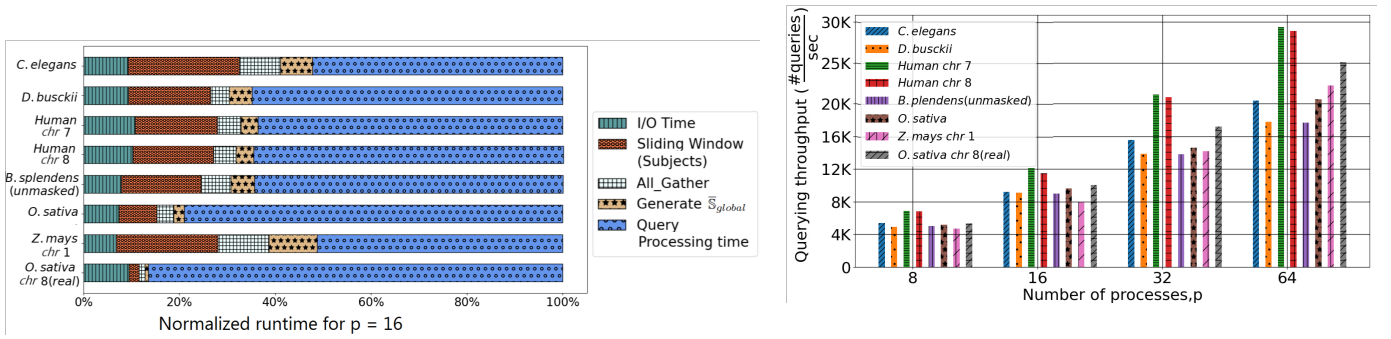 C. elegans
D. busckii
Human
chr 7
Human
chr 8
B. splendens
(unmasked)
O. sativa
Z. mays
chr 1
O. sativa
chr 8(real)
0%
20%
40%
60%
80%
100%
Normalized runtime for p = 16
I/O Time
Sliding Window
(Subjects)
All_Gather
Generate S̅global
Query
Processing time
Querying throughput (#queries/sec)
30K
25K
20K
16K
12K
8K
4K
0
C. elegans
D. busckii
Human chr 7
Human chr 8
B. plendens(unmasked)
O. sativa
Z. mays chr 1
O. sativa chr 8(real)
8
16
32
64
Number of processes,p